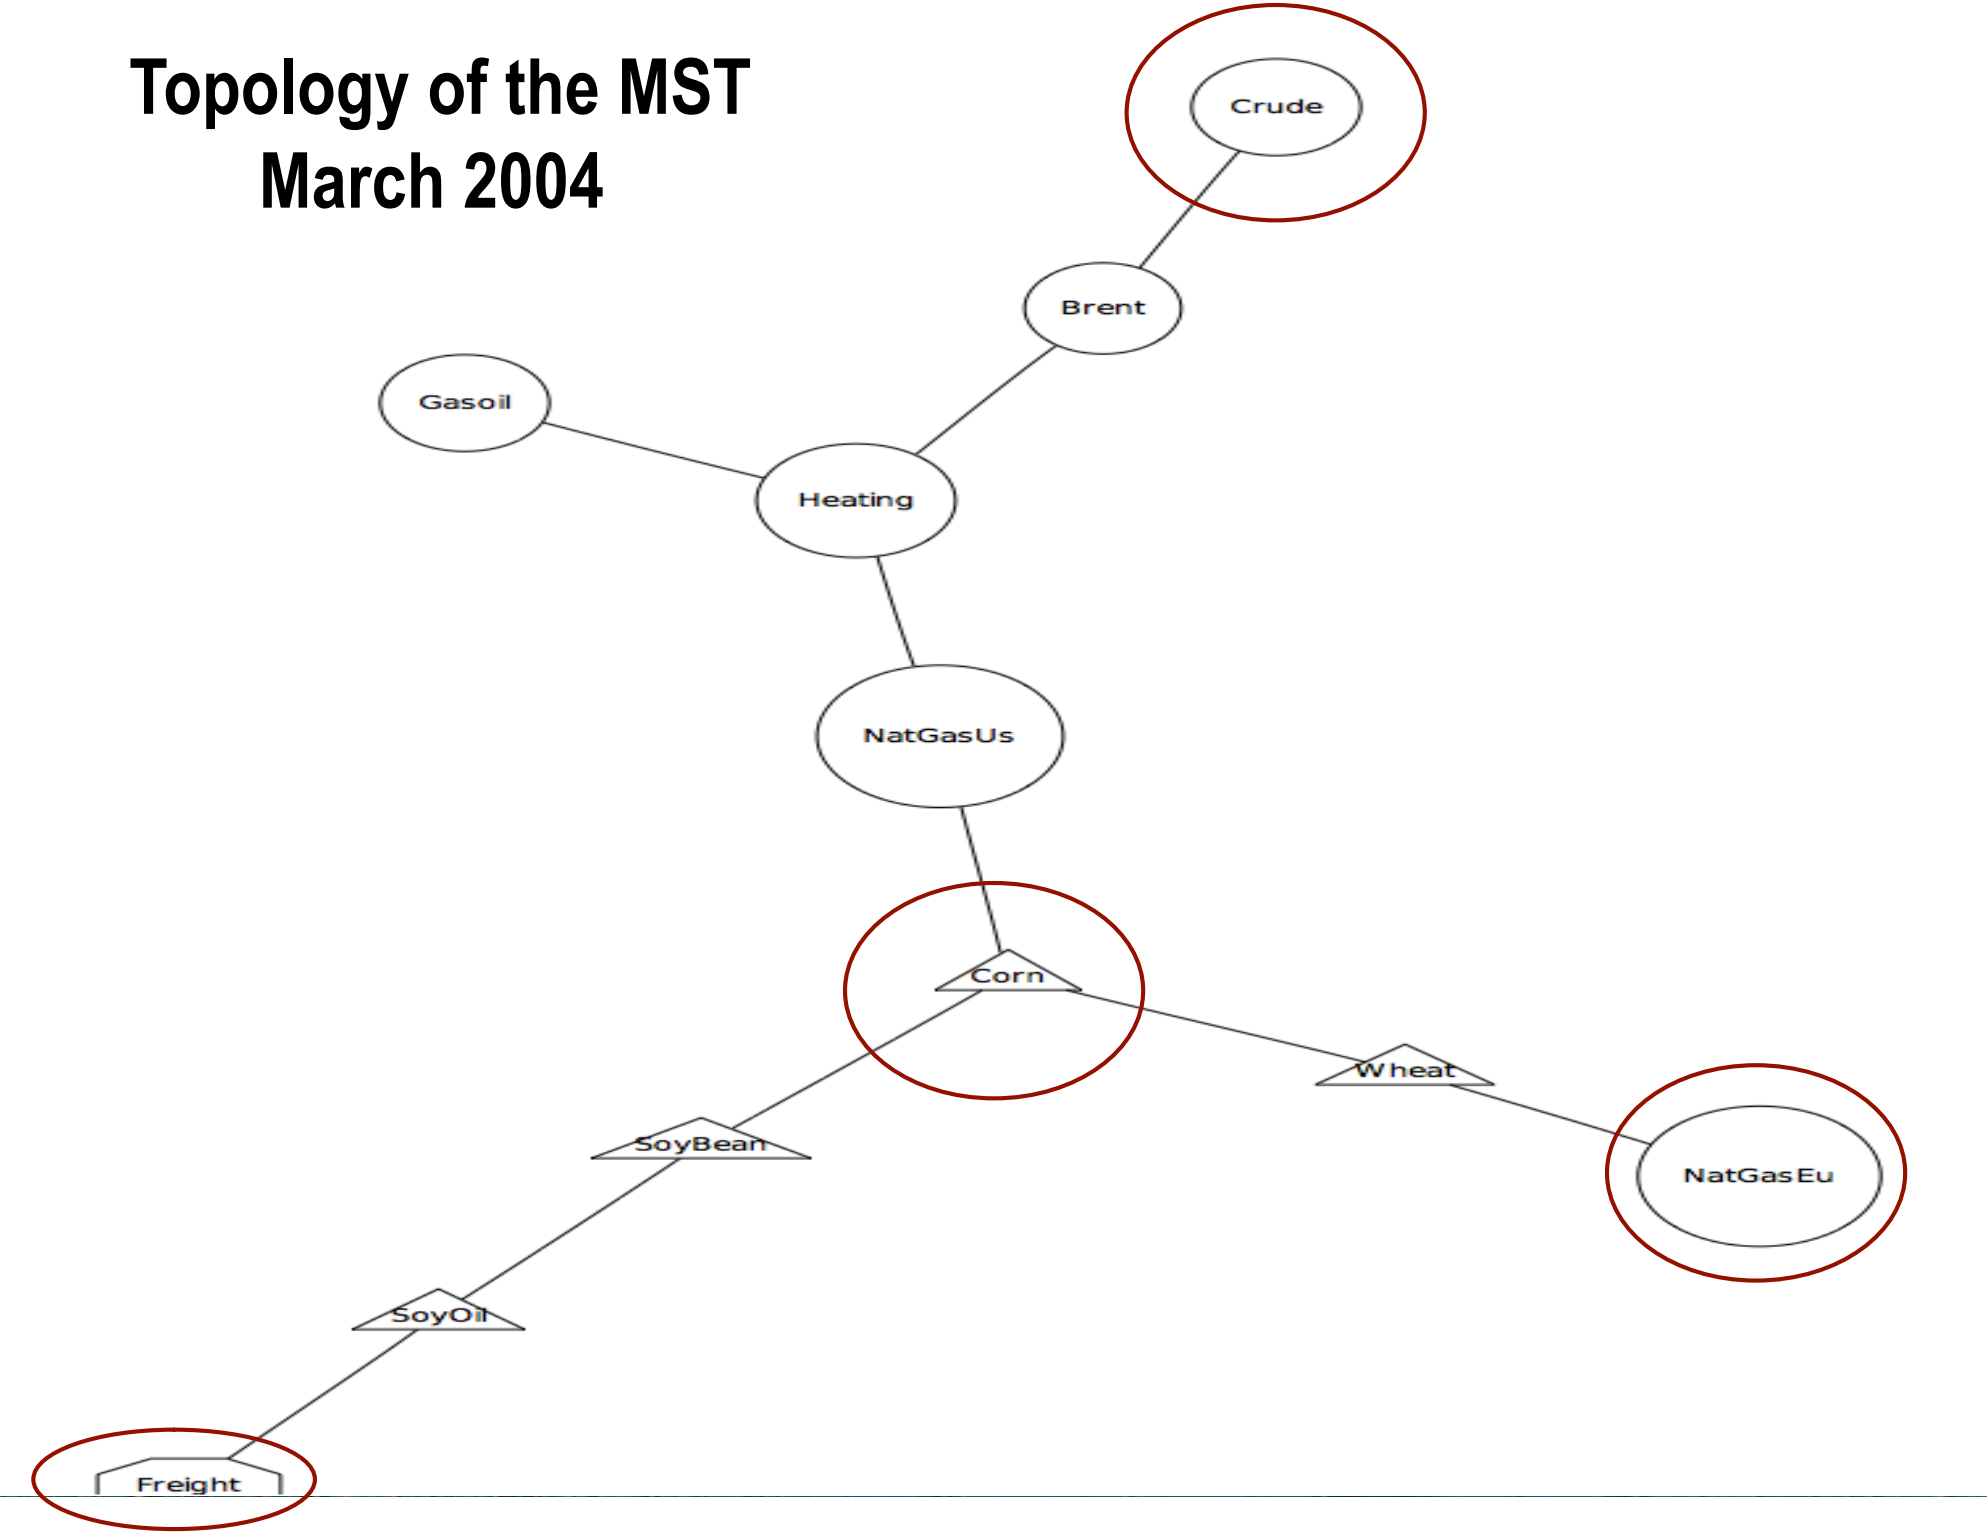 Topology of the MST
March 2004
Crude
Brent
Gasoil
Heating
NatGasUs
Corn
Wheat
SoyBean
NatGasEu
SoyOil
Freight